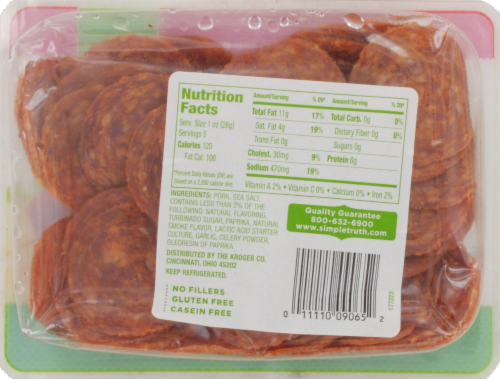 Nutrition
Facts
Serv. Size 1 oz (28g)
Servings 5
Calories 120
Fat Cal. 100
*Percent Daily Values (DV) are
based on a 2,000 calorie diet.
Amount/Serving % DV*
Total Fat 11g 17%
Sat. Fat 4g 19%
Trans Fat 0g
Cholest. 30mg 9%
Sodium 470mg 19%
Amount/Serving % DV*
Total Carb. 0g 0%
Dietary Fiber 0g 0%
Sugars 0g
Protein 6g
Vitamin A 2% • Vitamin C 0% • Calcium 0% • Iron 2%
INGREDIENTS: PORK, SEA SALT,
CONTAINS LESS THAN 2% OF THE
FOLLOWING: NATURAL FLAVORING,
TURBINADO SUGAR, PAPRIKA, NATURAL
SMOKE FLAVOR, LACTIC ACID STARTER
CULTURE, GARLIC, CELERY POWDER,
OLEORESIN OF PAPRIKA.
DISTRIBUTED BY THE KROGER CO.
CINCINNATI, OHIO 45202
KEEP REFRIGERATED.
NO FILLERS
GLUTEN FREE
CASEIN FREE
Quality Guarantee
800-632-6900
www.simpletruth.com
0 11110 09065 2